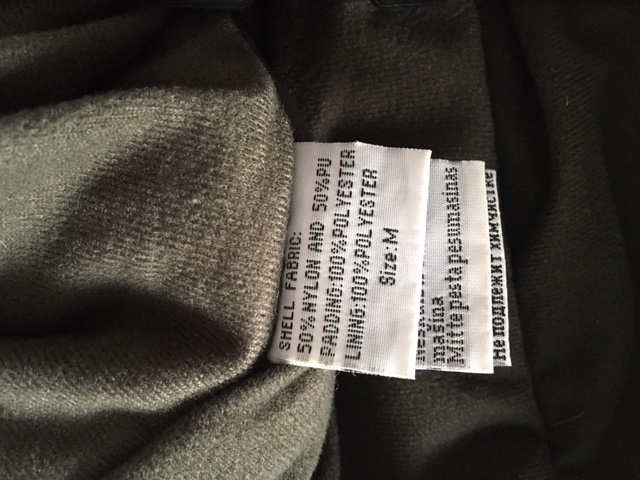 SHELL FABRIC:
50% NYLON AND 50%PU
PADDING:100%POLYESTER
LINING:100%POLYESTER
Size: M
masina
Mitte pesta pesumasinas
Не подлежит химчистке